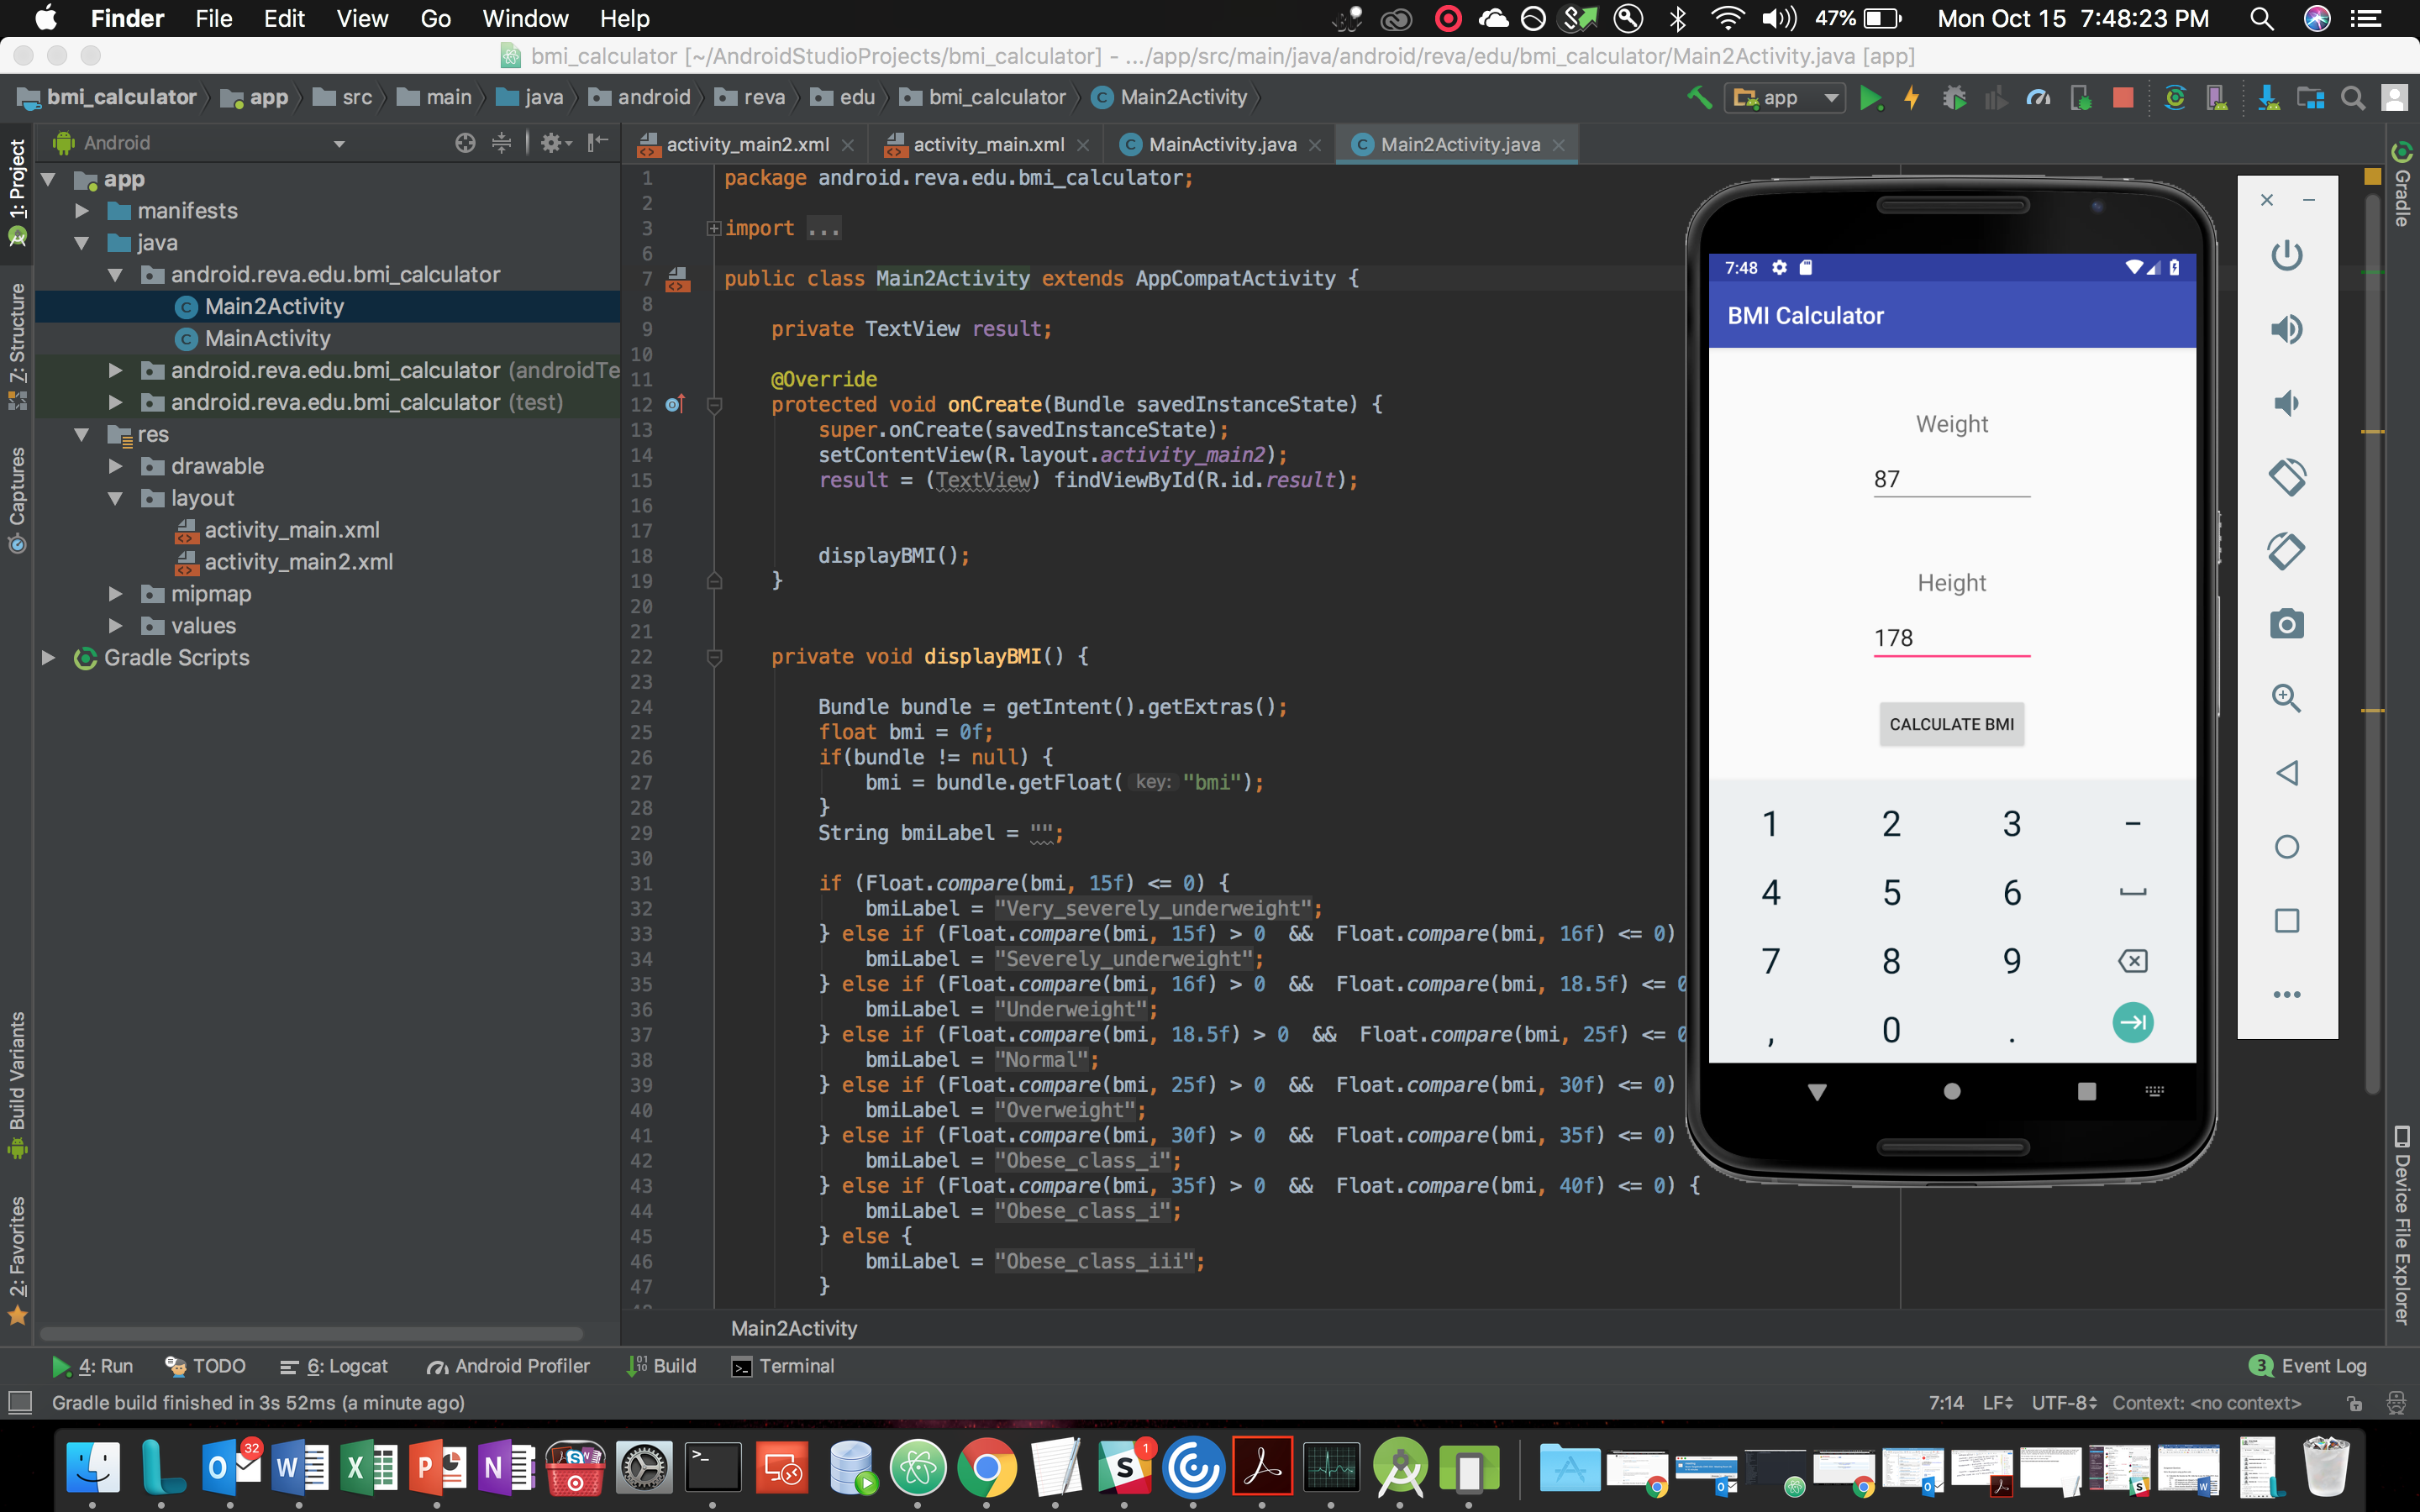 Finder File Edit View Go Window Help 47% Mon Oct 15 7:48:23 PM
bmi_calculator [~/AndroidStudioProjects/bmi_calculator] - .../app/src/main/java/android/reva/edu/bmi_calculator/Main2Activity.java [app]
bmi_calculator app src main java android reva edu bmi_calculator Main2Activity app
1: Project
7: Structure
Captures
Build Variants
2: Favorites
Android
app
manifests
java
android.reva.edu.bmi_calculator
Main2Activity
MainActivity
android.reva.edu.bmi_calculator (androidTe
android.reva.edu.bmi_calculator (test)
res
drawable
layout
activity_main.xml
activity_main2.xml
mipmap
values
Gradle Scripts
activity_main2.xml activity_main.xml MainActivity.java Main2Activity.java
1 package android.reva.edu.bmi_calculator;
2
3 import ...
6
7 public class Main2Activity extends AppCompatActivity {
8
9 private TextView result;
10
11 @Override
12 protected void onCreate(Bundle savedInstanceState) {
13 super.onCreate(savedInstanceState);
14 setContentView(R.layout.activity_main2);
15 result = (TextView) findViewById(R.id.result);
16
17
18 displayBMI();
19 }
20
21
22 private void displayBMI() {
23
24 Bundle bundle = getIntent().getExtras();
25 float bmi = 0f;
26 if(bundle != null) {
27 bmi = bundle.getFloat( key: "bmi");
28 }
29 String bmiLabel = "";
30
31 if (Float.compare(bmi, 15f) <= 0) {
32 bmiLabel = "Very_severely_underweight";
33 } else if (Float.compare(bmi, 15f) > 0 && Float.compare(bmi, 16f) <= 0)
34 bmiLabel = "Severely_underweight";
35 } else if (Float.compare(bmi, 16f) > 0 && Float.compare(bmi, 18.5f) <= 0
36 bmiLabel = "Underweight";
37 } else if (Float.compare(bmi, 18.5f) > 0 && Float.compare(bmi, 25f) <= 0
38 bmiLabel = "Normal";
39 } else if (Float.compare(bmi, 25f) > 0 && Float.compare(bmi, 30f) <= 0)
40 bmiLabel = "Overweight";
41 } else if (Float.compare(bmi, 30f) > 0 && Float.compare(bmi, 35f) <= 0)
42 bmiLabel = "Obese_class_i";
43 } else if (Float.compare(bmi, 35f) > 0 && Float.compare(bmi, 40f) <= 0) {
44 bmiLabel = "Obese_class_i";
45 } else {
46 bmiLabel = "Obese_class_iii";
47 }
Main2Activity
7:48
BMI Calculator
Weight
87
Height
178
CALCULATE BMI
1 2 3 -
4 5 6
7 8 9
, 0 .
Gradle
Device File Explorer
4: Run TODO 6: Logcat Android Profiler Build Terminal 3 Event Log
Gradle build finished in 3s 52ms (a minute ago) 7:14 LF UTF-8 Context: <no context>
32
1